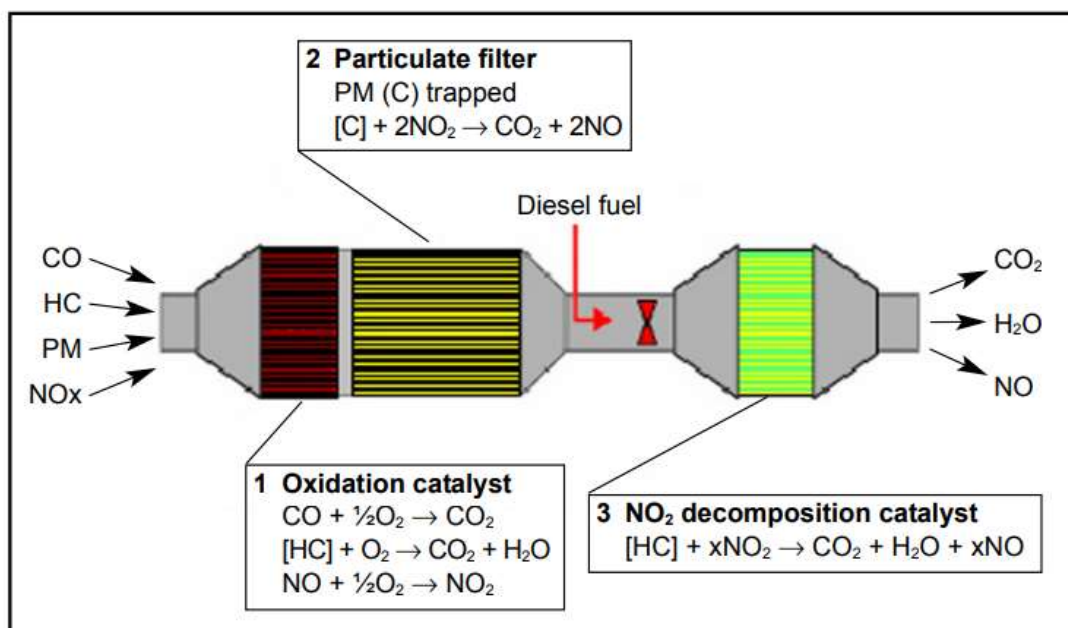 2 Particulate filter
PM (C) trapped
[C] + 2NO₂ → CO₂ + 2NO
Diesel fuel
CO
HC
PM
NOx
CO₂
H₂O
NO
1 Oxidation catalyst
CO + ½O₂ → CO₂
[HC] + O₂ → CO₂ + H₂O
NO + ½O₂ → NO₂
3 NO₂ decomposition catalyst
[HC] + xNO₂ → CO₂ + H₂O + xNO